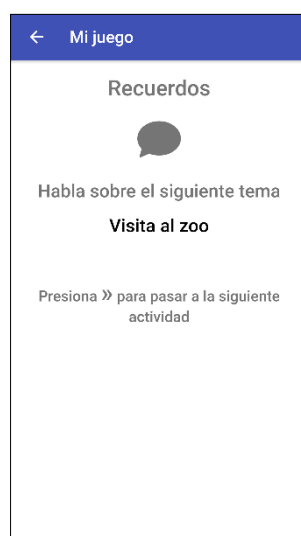 Mi juego
Recuerdos
Habla sobre el siguiente tema
Visita al zoo
Presiona » para pasar a la siguiente
actividad